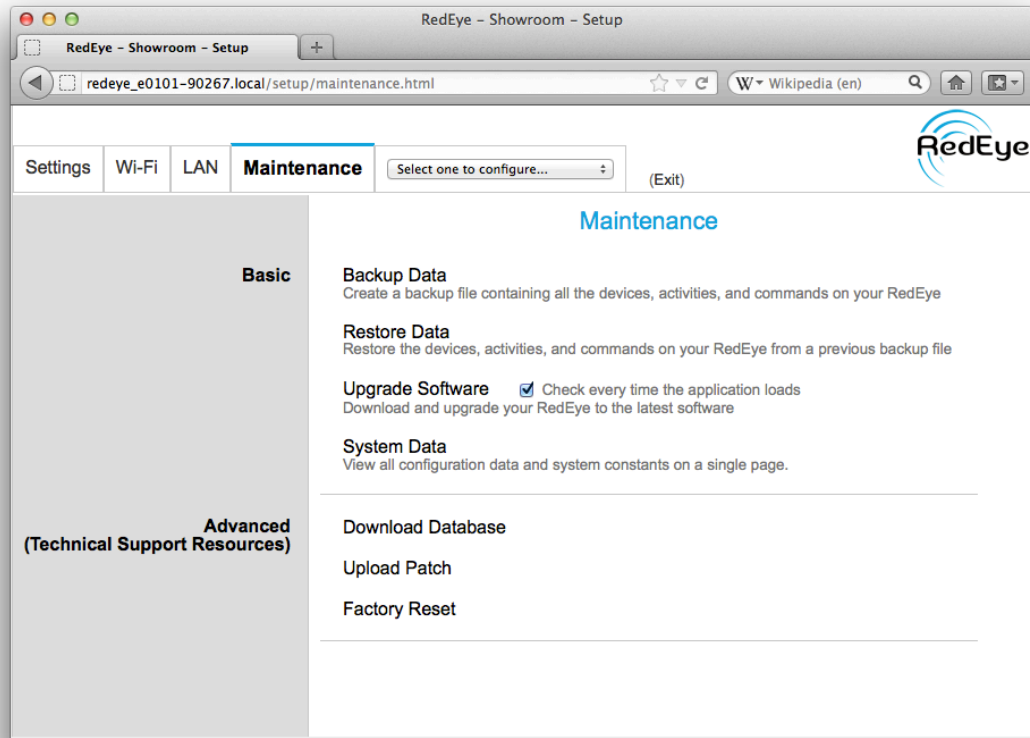 RedEye – Showroom – Setup
RedEye – Showroom – Setup
redeye_e0101-90267.local/setup/maintenance.html
W Wikipedia (en)
RedEye
Settings
Wi-Fi
LAN
Maintenance
Select one to configure...
(Exit)
Maintenance
Basic
Backup Data
Create a backup file containing all the devices, activities, and commands on your RedEye
Restore Data
Restore the devices, activities, and commands on your RedEye from a previous backup file
Upgrade Software
Check every time the application loads
Download and upgrade your RedEye to the latest software
System Data
View all configuration data and system constants on a single page.
Advanced
(Technical Support Resources)
Download Database
Upload Patch
Factory Reset